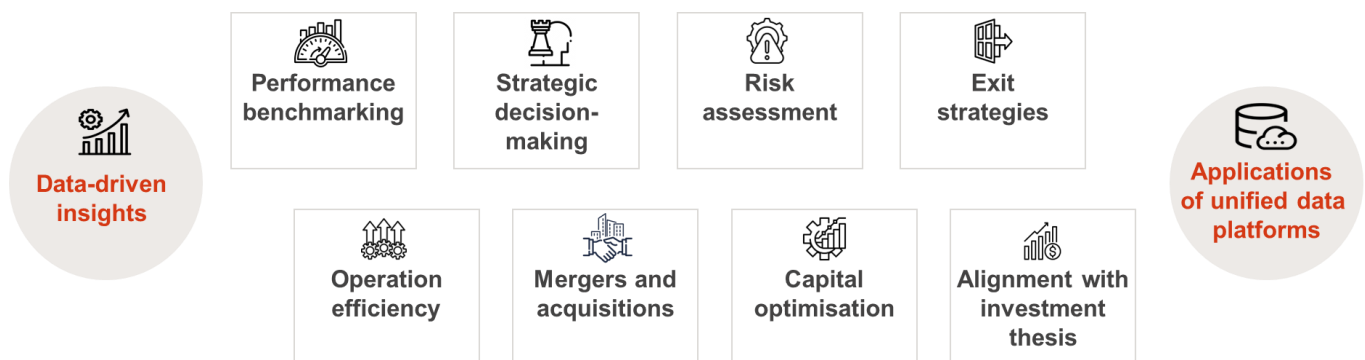 Data-driven
insights
Performance
benchmarking
Strategic
decision-
making
Risk
assessment
Exit
strategies
Operation
efficiency
Mergers and
acquisitions
Capital
optimisation
Alignment with
investment
thesis
Applications
of unified data
platforms